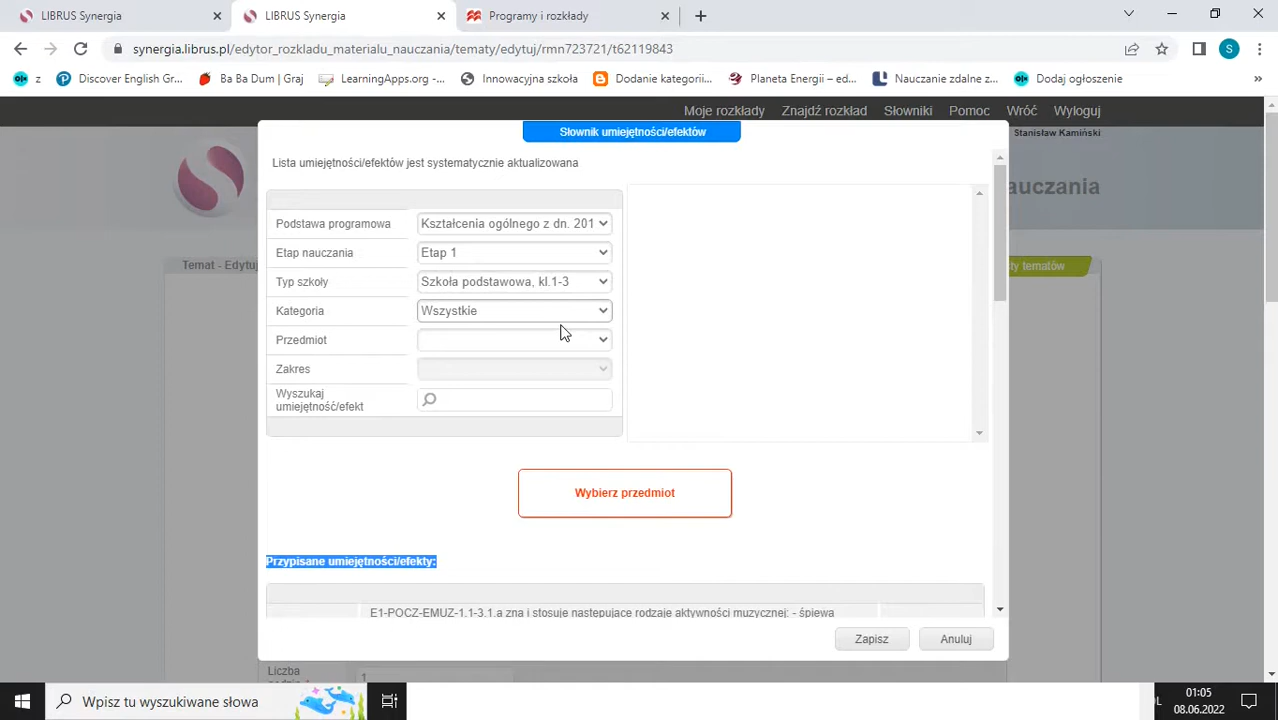 LIBRUS Synergia
LIBRUS Synergia
Programy i rozkłady
synergia.librus.pl/edytor_rozkladu_materialu_nauczania/tematy/edytuj/rmn723721/t62119843
S
z
Discover English Gr...
Ba Ba Dum | Graj
LearningApps.org -...
Innowacyjna szkoła
Dodanie kategorii...
Planeta Energii – ed...
Nauczanie zdalne z...
Dodaj ogłoszenie
»
Moje rozkłady Znajdź rozkład Słowniki Pomoc Wróć Wyloguj
Słownik umiejętności/efektów
Stanisław Kamiński
Lista umiejętności/efektów jest systematycznie aktualizowana
auczania
Podstawa programowa Kształcenia ogólnego z dn. 201
Etap nauczania Etap 1
Temat - Edytuj
sty tematów
Typ szkoły Szkoła podstawowa, kl.1-3
Kategoria Wszystkie
Przedmiot
Zakres
Wyszukaj
umiejętność/efekt
Wybierz przedmiot
Przypisane umiejętności/efekty:
E1-POCZ-EMUZ-1.1-3.1.a zna i stosuje następujące rodzaje aktywności muzycznej: - śpiewa
Zapisz Anuluj
Liczba
1
Wpisz tu wyszukiwane słowa
01:05
08.06.2022